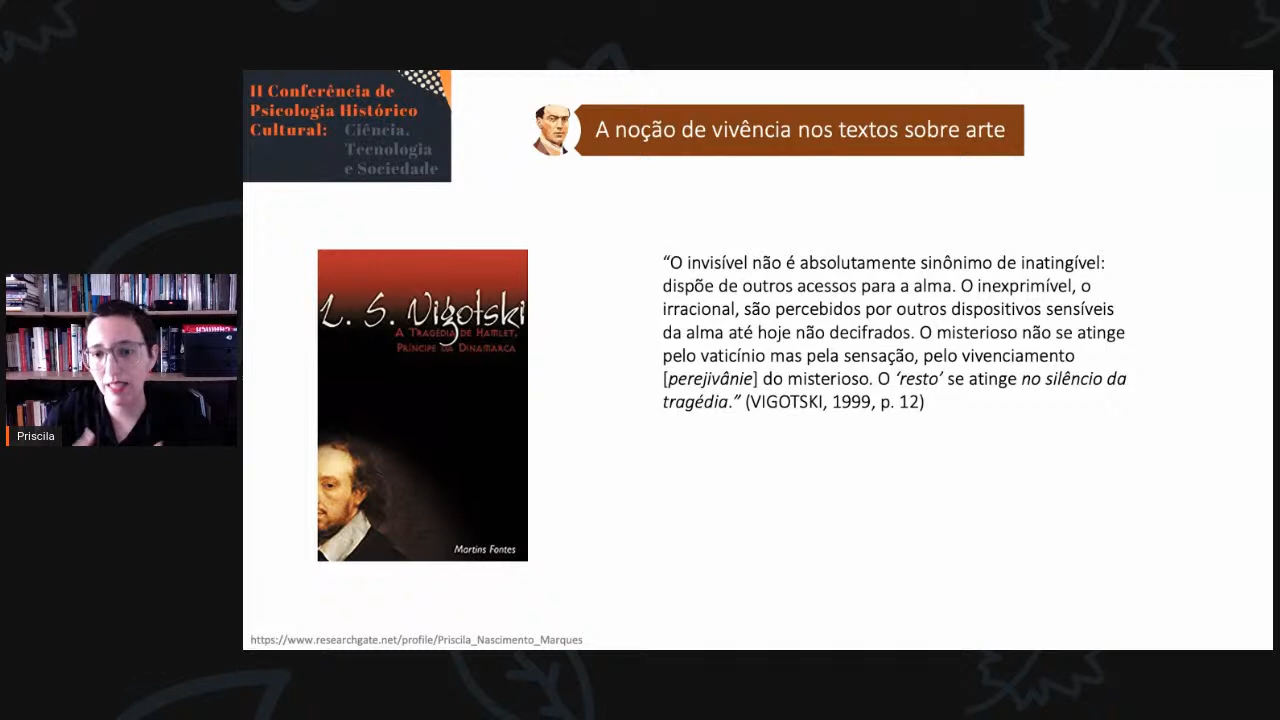 II Conferência de
Psicologia Histórico
Cultural: Ciência,
Tecnologia
e Sociedade
A noção de vivência nos textos sobre arte
L. S. Vigotski
A TRAGÉDIA DE HAMLET,
PRÍNCIPE DA DINAMARCA
Martins Fontes
“O invisível não é absolutamente sinônimo de inatingível:
dispõe de outros acessos para a alma. O inexprimível, o
irracional, são percebidos por outros dispositivos sensíveis
da alma até hoje não decifrados. O misterioso não se atinge
pelo vaticínio mas pela sensação, pelo vivenciamento
[perejivânie] do misterioso. O ‘resto’ se atinge no silêncio da
tragédia.” (VIGOTSKI, 1999, p. 12)
Priscila
https://www.researchgate.net/profile/Priscila_Nascimento_Marques